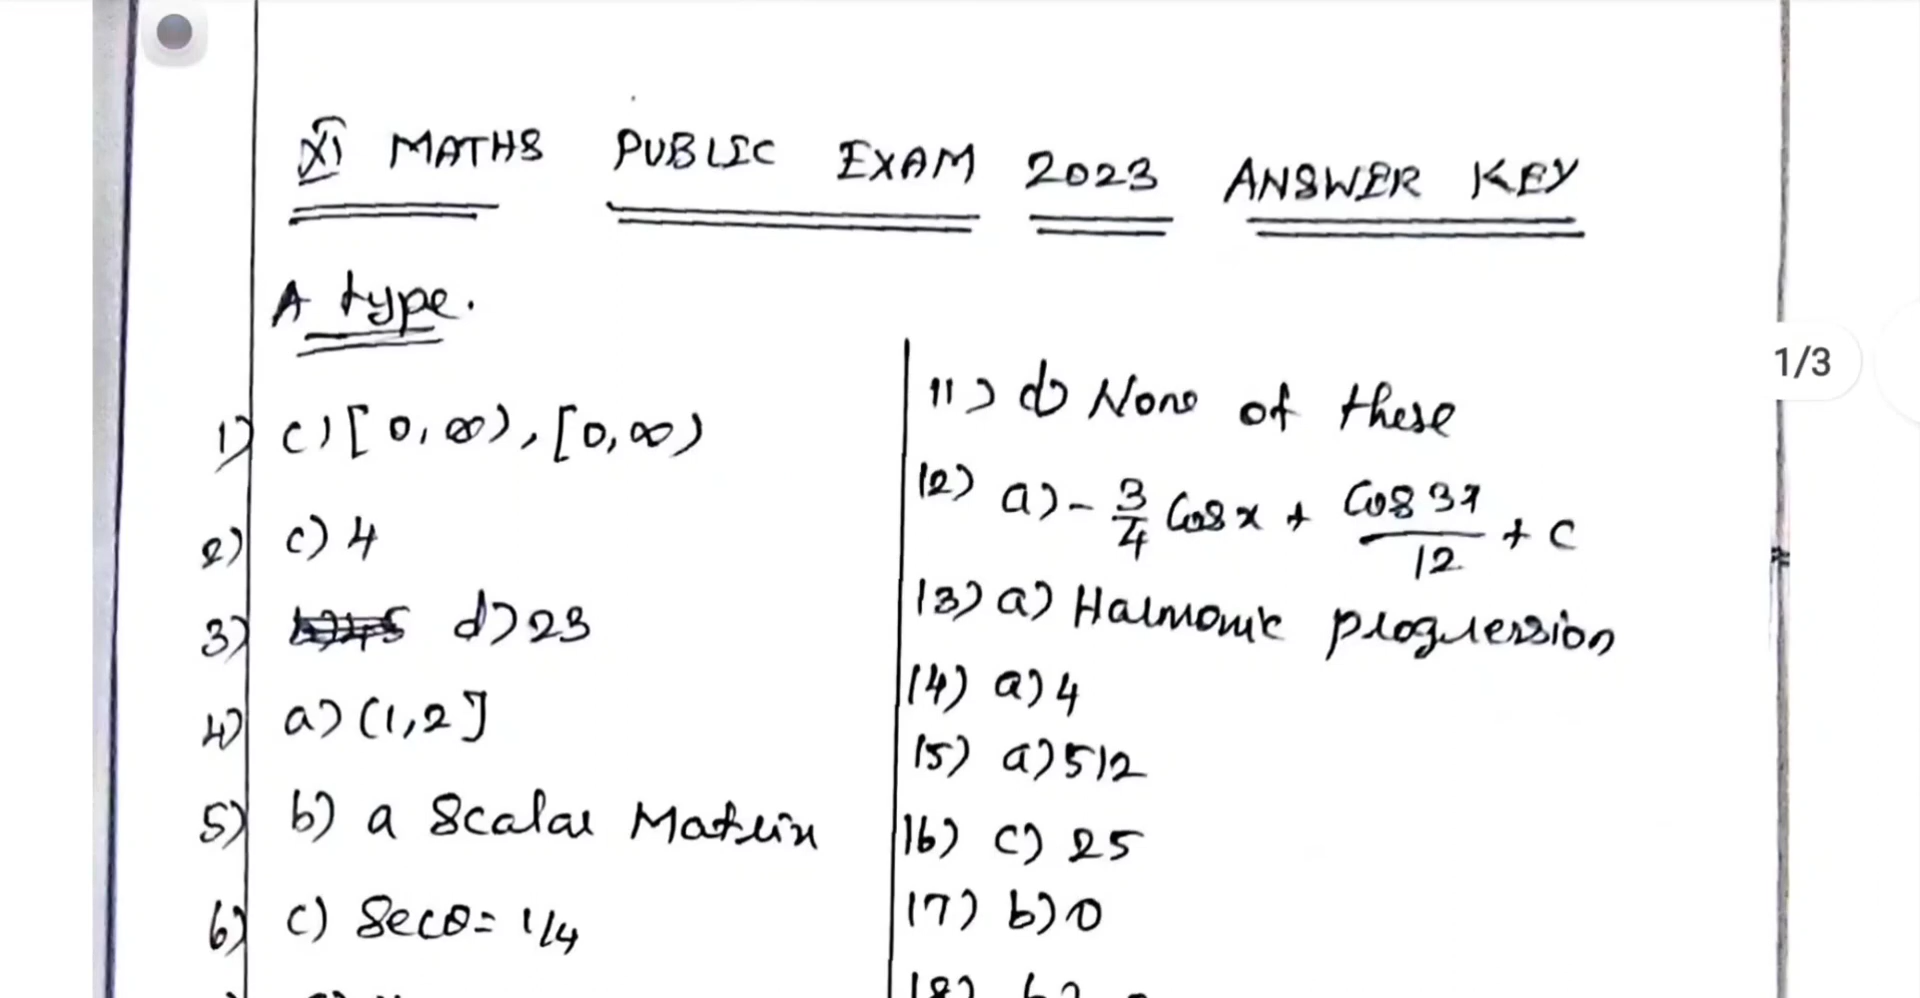 XI MATHS PUBLIC EXAM 2023 ANSWER KEY
A type.
1) c) [0, ∞), [0, ∞)
2) c) 4
3) d) 23
4) a) (1, 2]
5) b) a Scalar Matrix
6) c) Secθ = 1/4
11) d) None of these
12) a) - 3/4 Cos x + Cos 3x / 12 + c
13) a) Harmonic progression
14) a) 4
15) a) 512
16) c) 25
17) b) 0
18) b)
1/3